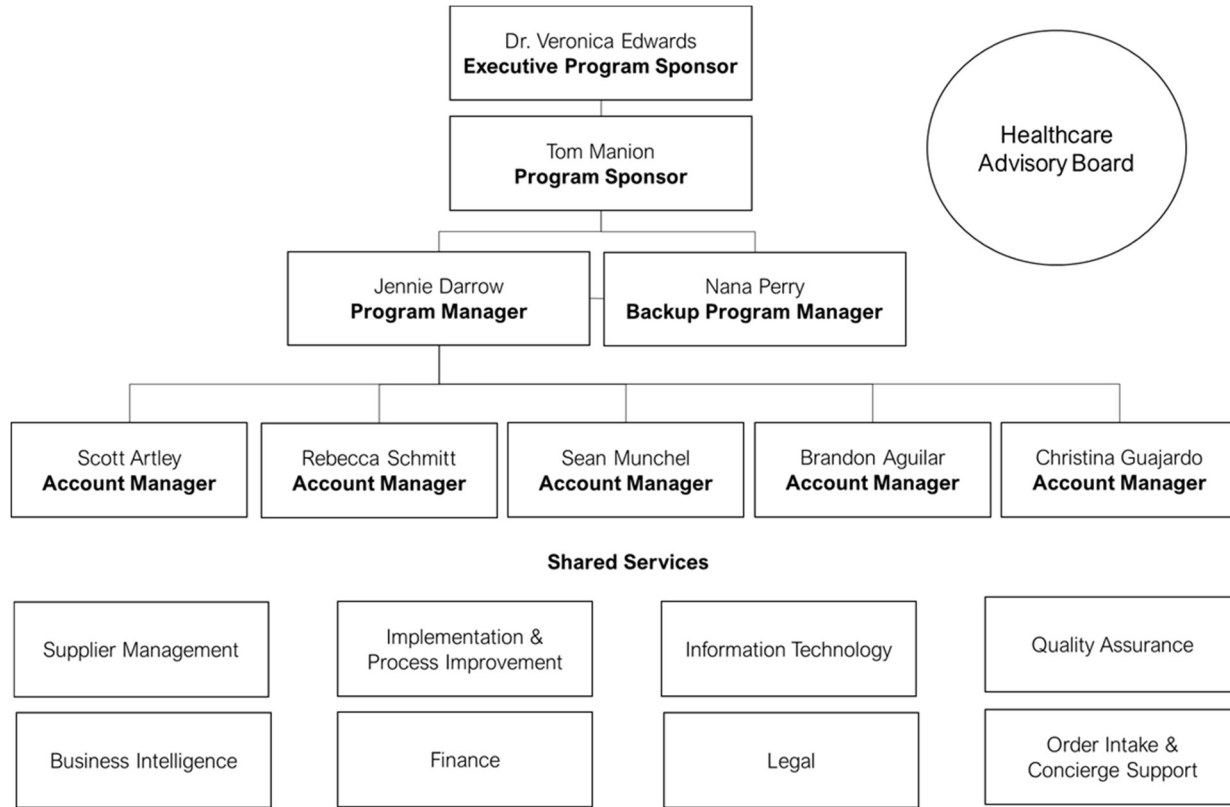 Dr. Veronica Edwards
Executive Program Sponsor
Healthcare
Advisory Board
Tom Manion
Program Sponsor
Jennie Darrow
Program Manager
Nana Perry
Backup Program Manager
Scott Artley
Account Manager
Rebecca Schmitt
Account Manager
Sean Munchel
Account Manager
Brandon Aguilar
Account Manager
Christina Guajardo
Account Manager
Shared Services
Supplier Management
Implementation &
Process Improvement
Information Technology
Quality Assurance
Business Intelligence
Finance
Legal
Order Intake &
Concierge Support